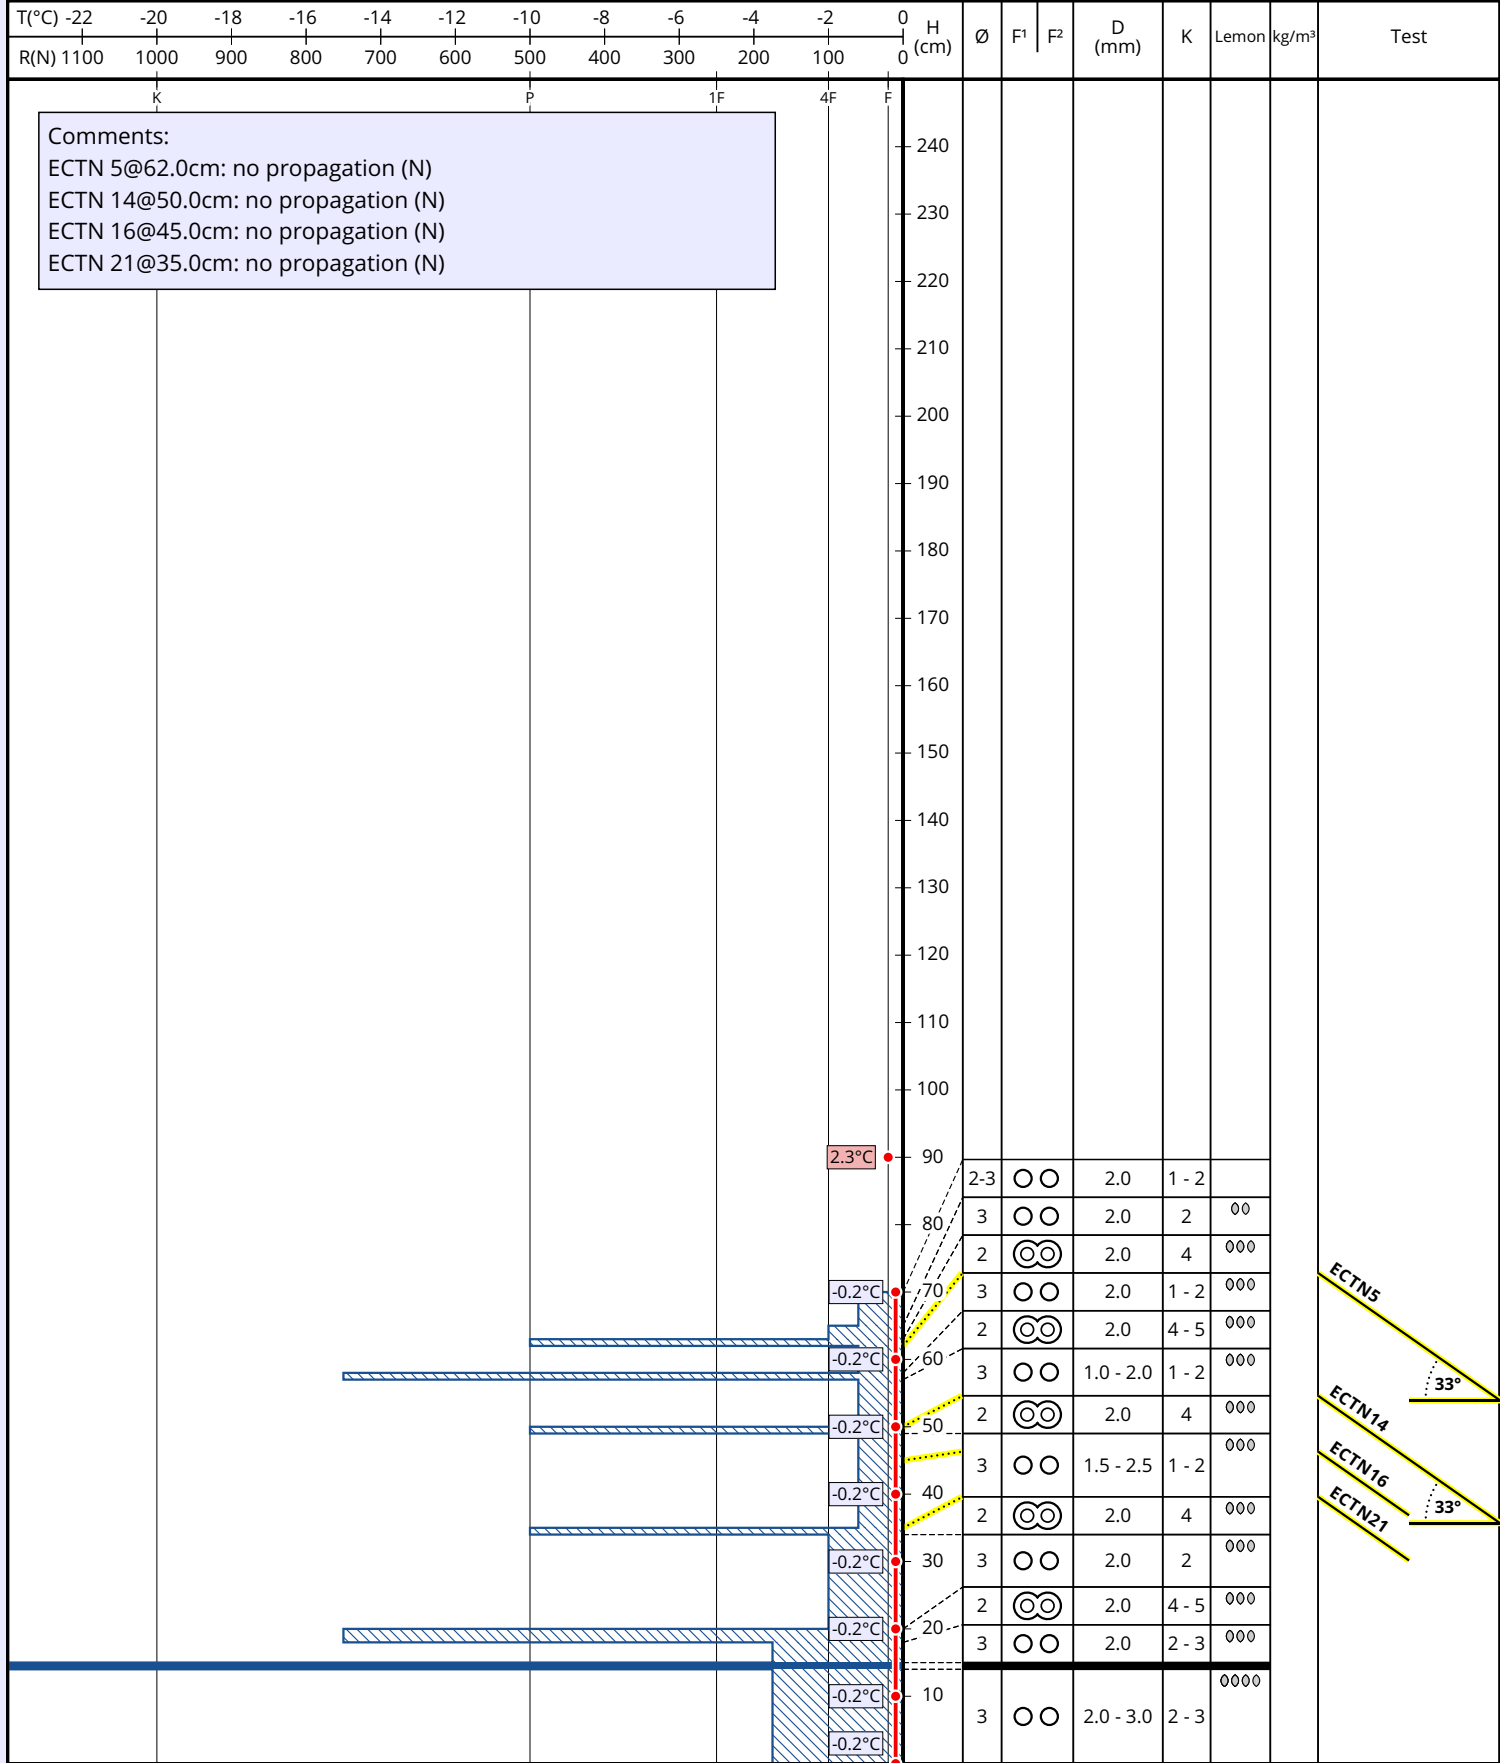 T(°C) -22 -20 -18 -16 -14 -12 -10 -8 -6 -4 -2 0
R(N) 1100 1000 900 800 700 600 500 400 300 200 100 0
H (cm) Ø F¹ F² D (mm) K Lemon kg/m³ Test
K P 1F 4F F
Comments:
ECTN 5@62.0cm: no propagation (N)
ECTN 14@50.0cm: no propagation (N)
ECTN 16@45.0cm: no propagation (N)
ECTN 21@35.0cm: no propagation (N)
240
230
220
210
200
190
180
170
160
150
140
130
120
110
100
2.3°C 90
2-3 2.0 1 - 2
80 3 2.0 2
2 2.0 4
-0.2°C 70 3 2.0 1 - 2 ECTN5
2 2.0 4 - 5
-0.2°C 60 3 1.0 - 2.0 1 - 2 33°
-0.2°C 50 2 2.0 4 ECTN14
3 1.5 - 2.5 1 - 2 ECTN16
-0.2°C 40 2 2.0 4 33° ECTN21
-0.2°C 30 3 2.0 2
2 2.0 4 - 5
-0.2°C 20 3 2.0 2 - 3
-0.2°C 10 3 2.0 - 3.0 2 - 3
-0.2°C